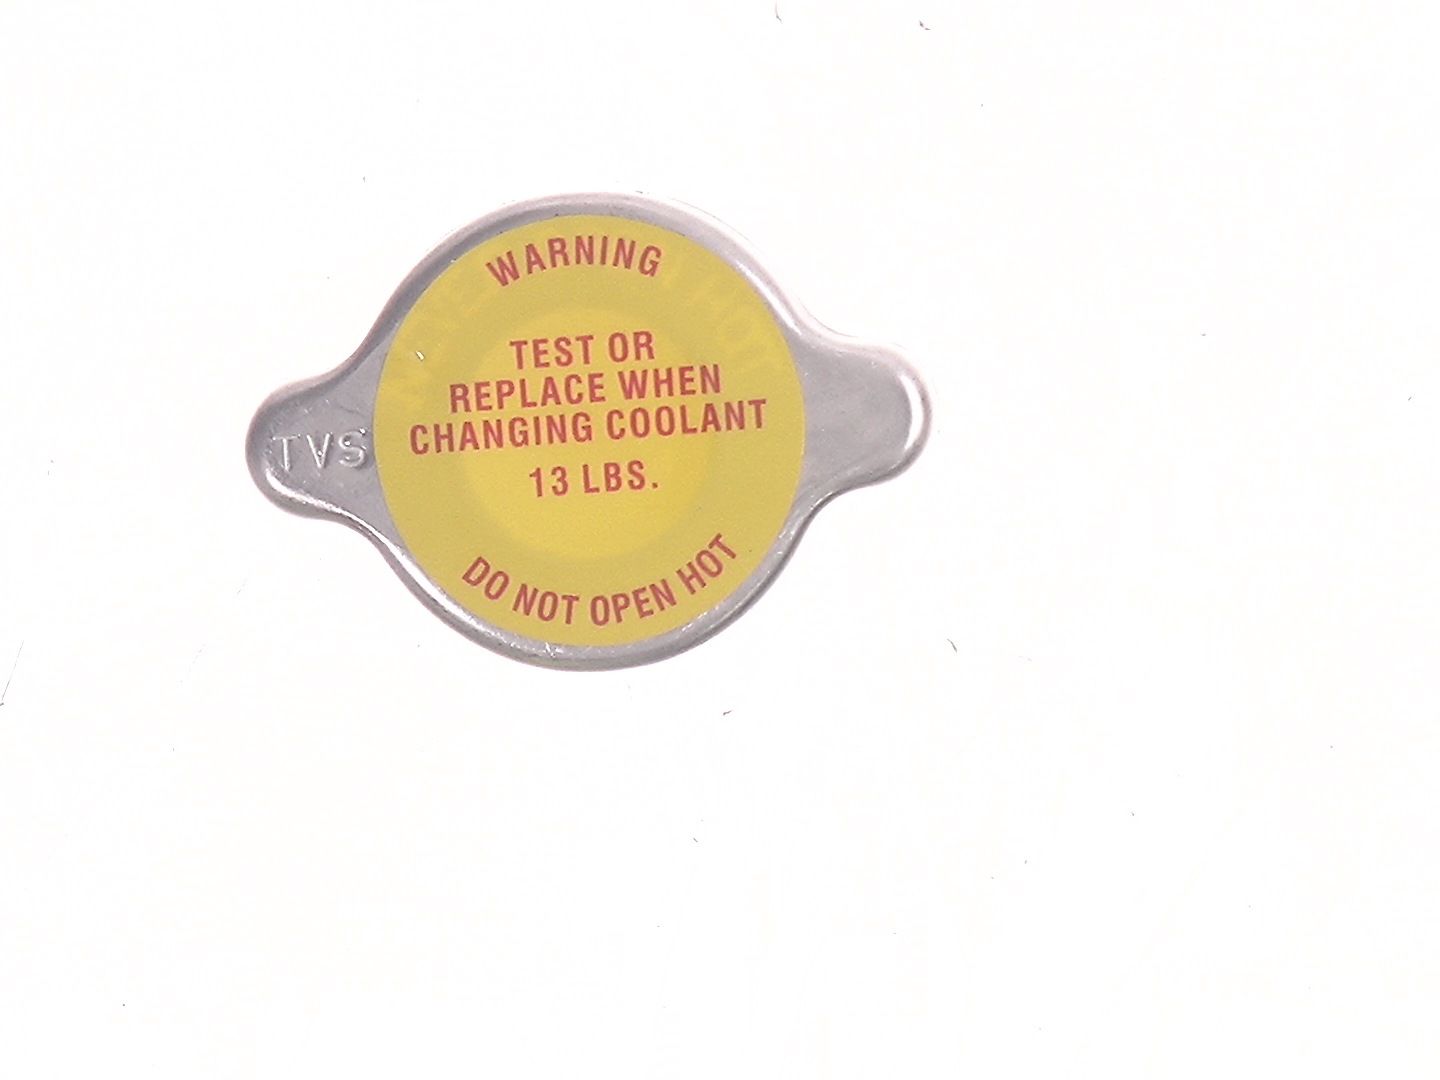 WARNING
TEST OR
REPLACE WHEN
CHANGING COOLANT
13 LBS.
DO NOT OPEN HOT
TVS